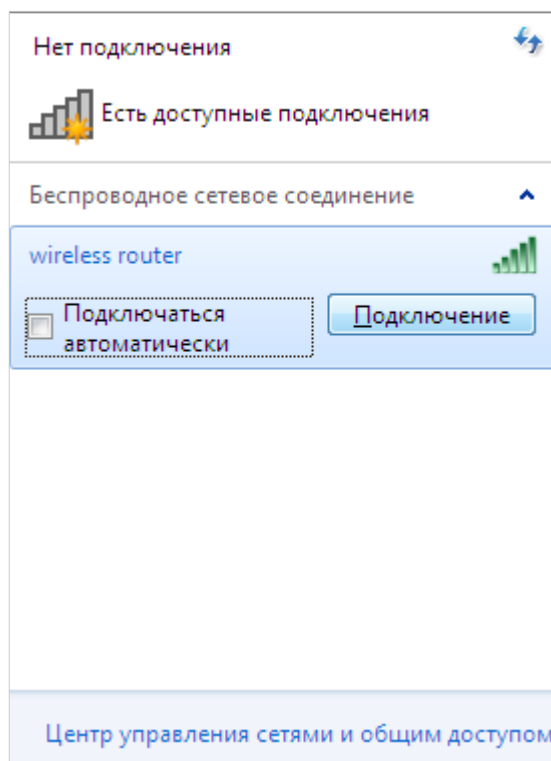 Нет подключения
Есть доступные подключения
Беспроводное сетевое соединение
wireless router
Подключаться
автоматически
Подключение
Центр управления сетями и общим доступом